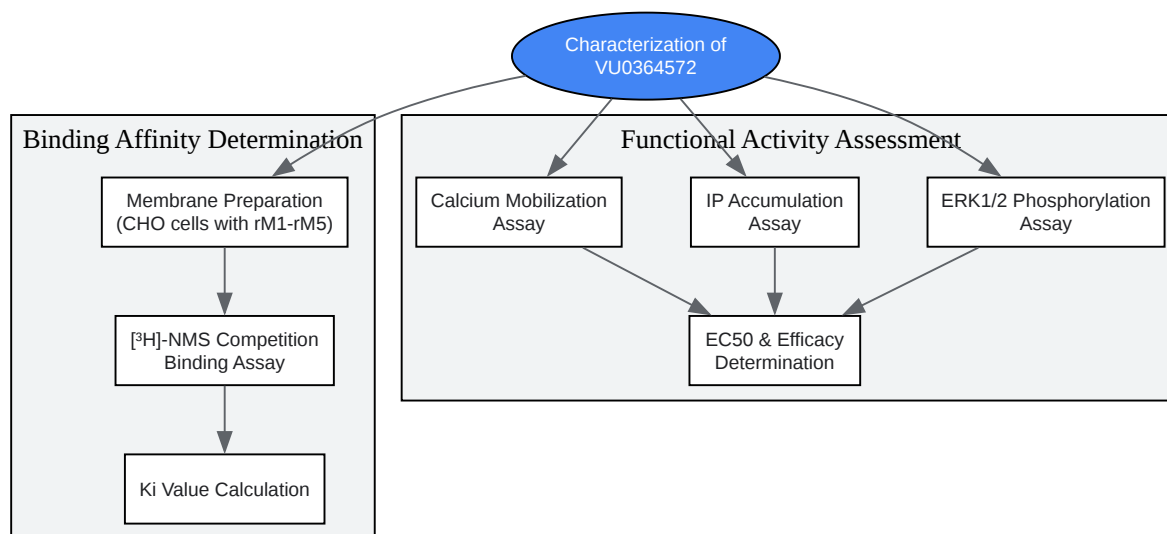 Characterization of
VU0364572
Binding Affinity Determination
Membrane Preparation
(CHO cells with rM1-rM5)
[³H]-NMS Competition
Binding Assay
Ki Value Calculation
Functional Activity Assessment
Calcium Mobilization
Assay
IP Accumulation
Assay
ERK1/2 Phosphorylation
Assay
EC50 & Efficacy
Determination